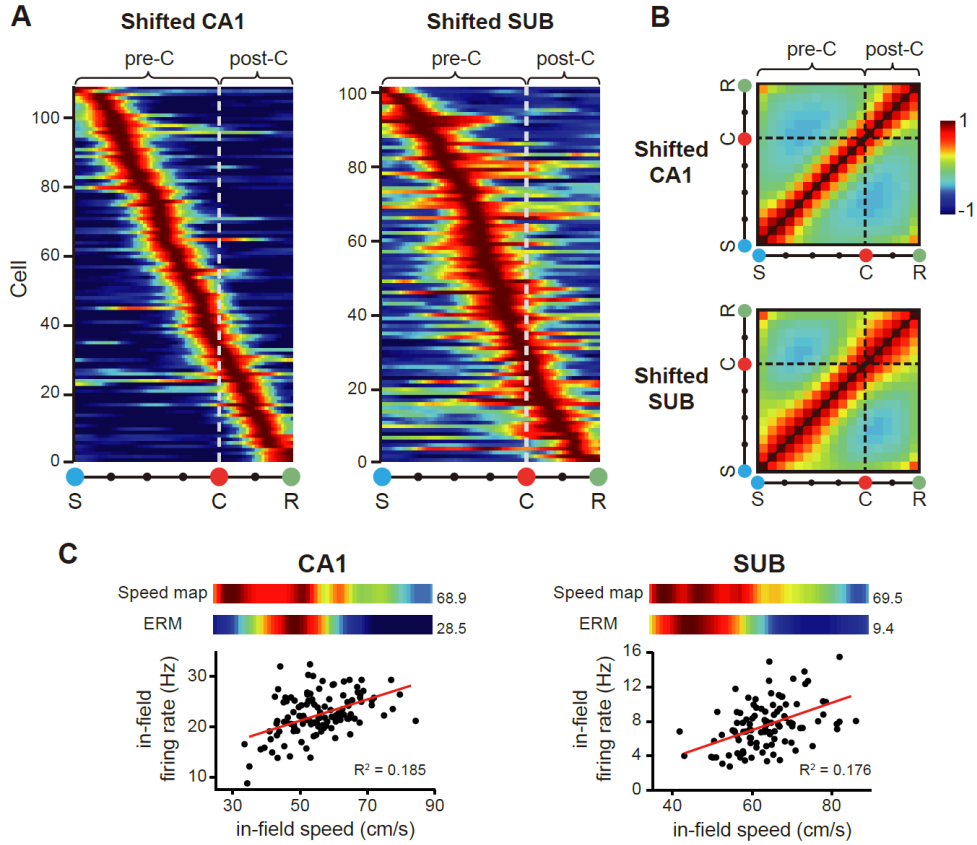 A
Shifted CA1
Shifted SUB
pre-C
post-C
pre-C
post-C
Cell
100
80
60
40
20
0
100
80
60
40
20
0
S
C
R
S
C
R
B
pre-C
post-C
Shifted
CA1
R
C
S
S
C
R
1
-1
Shifted
SUB
R
C
S
S
C
R
C
CA1
Speed map
68.9
ERM
28.5
in-field
firing rate (Hz)
30
20
10
R² = 0.185
30
50
70
90
in-field speed (cm/s)
SUB
Speed map
69.5
ERM
9.4
in-field
firing rate (Hz)
16
12
8
4
0
R² = 0.176
40
60
80
in-field speed (cm/s)